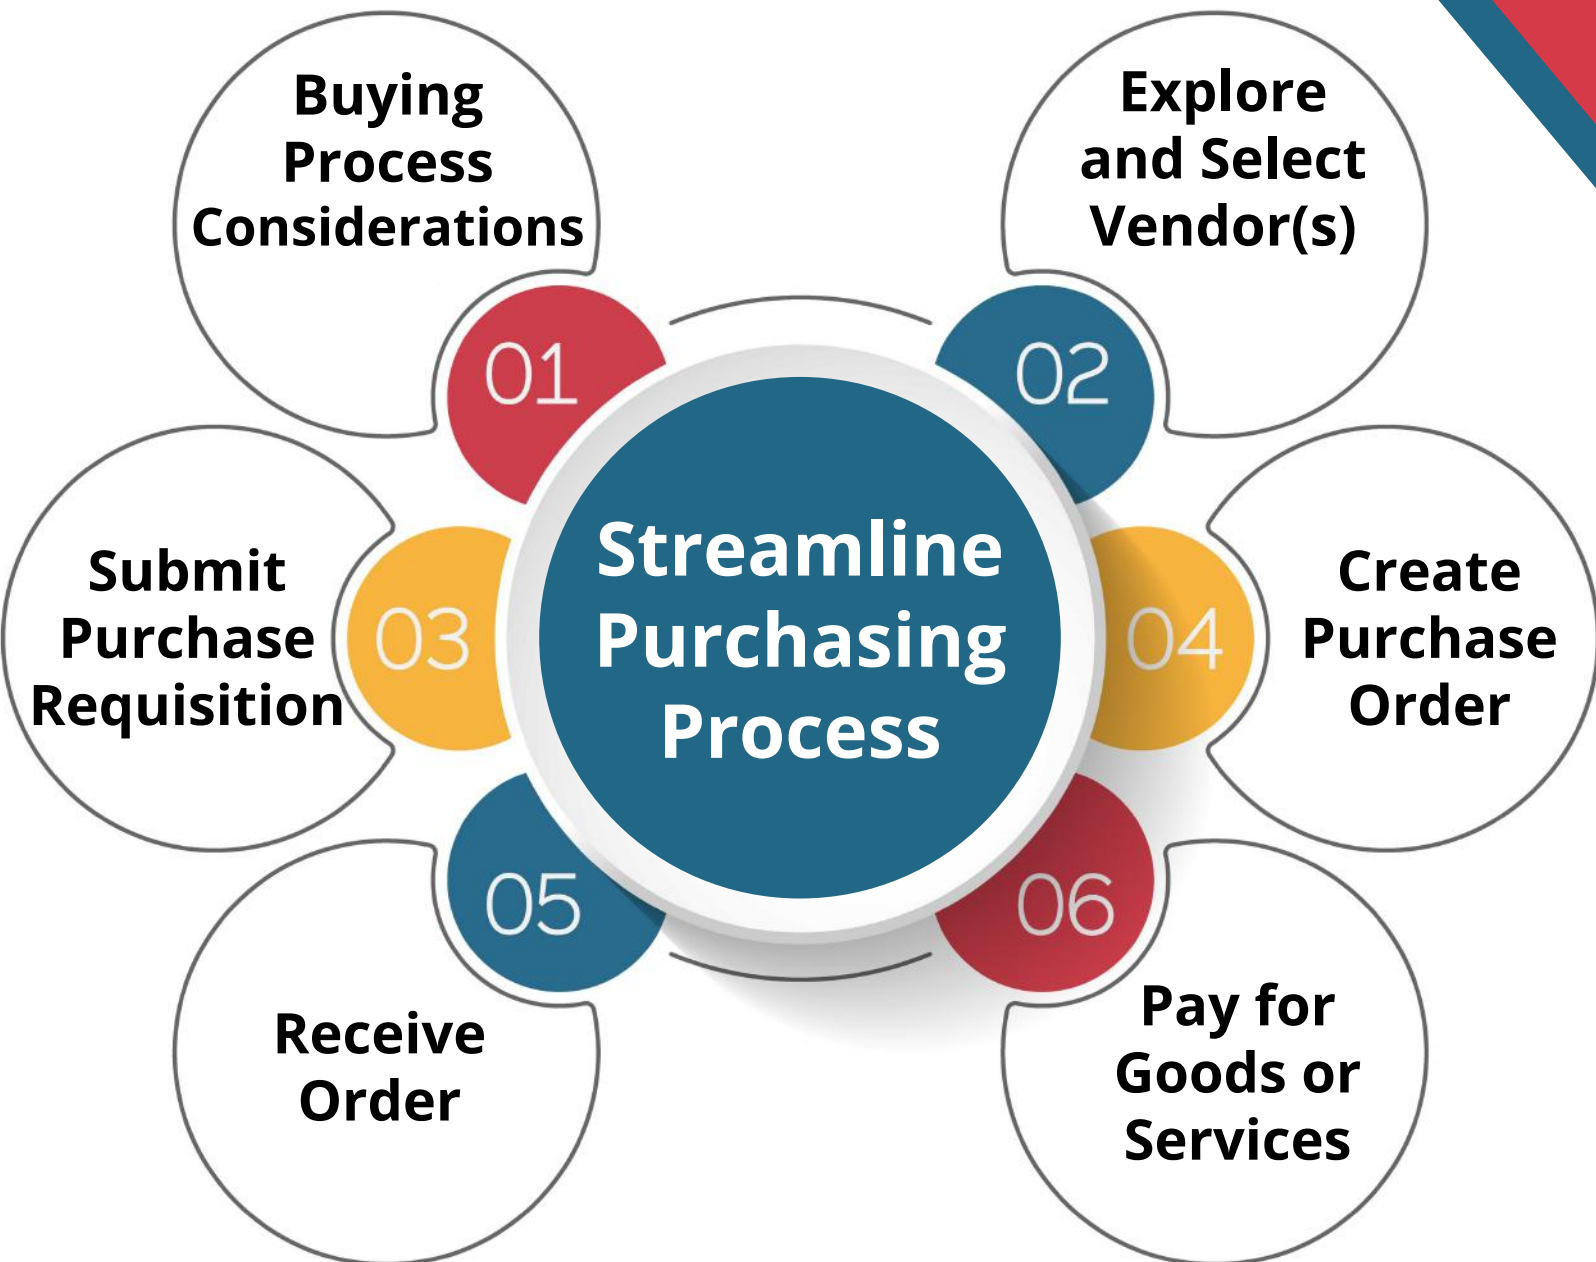 Buying
Process
Considerations
01
Explore
and Select
Vendor(s)
02
Streamline
Purchasing
Process
Submit
Purchase
Requisition
03
04
Create
Purchase
Order
05
Receive
Order
06
Pay for
Goods or
Services